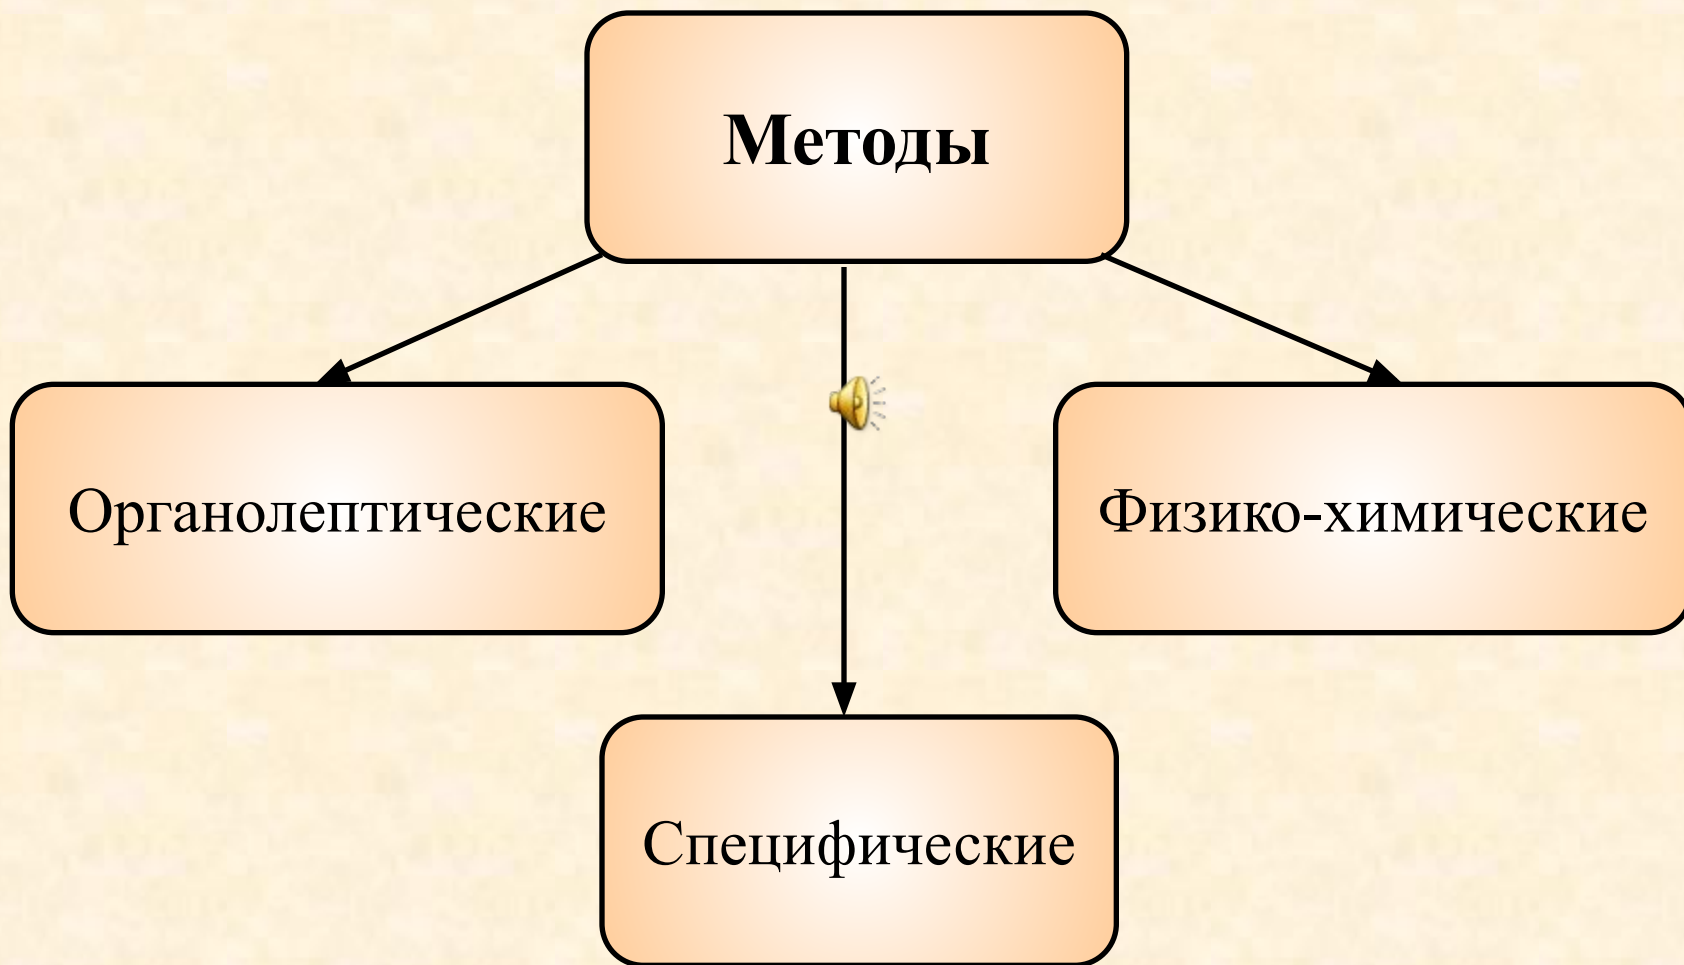 Методы
Органолептические
Физико-химические
Специфические